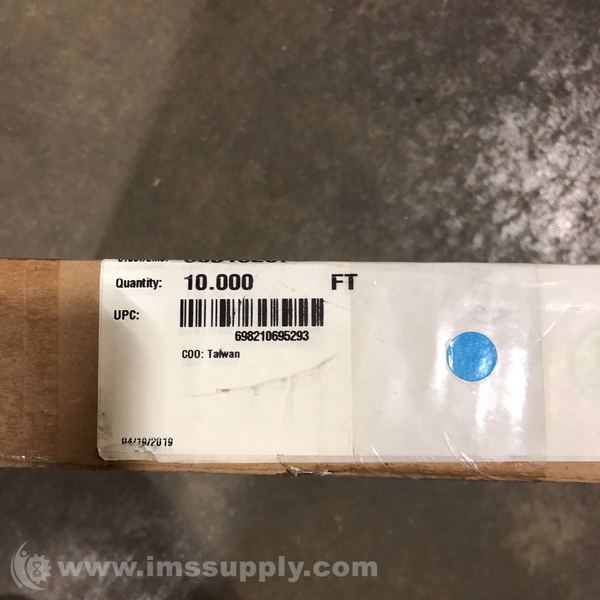 Quantity: 10.000 FT
UPC:
698210695293
COO: Taiwan
04/19/2019
www.imssupply.com